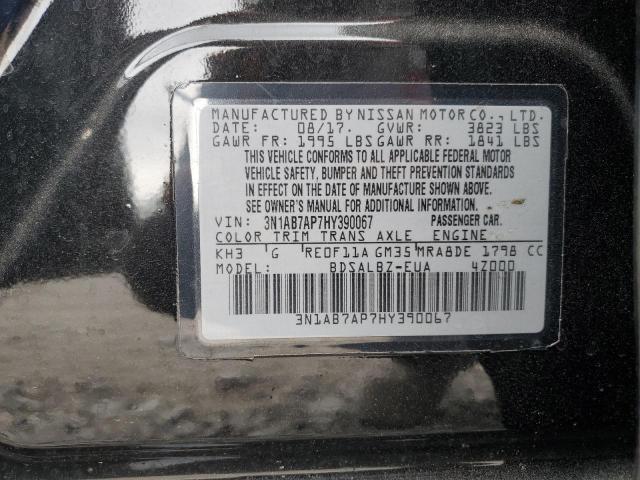 MANUFACTURED BY NISSAN MOTOR CO., LTD.
DATE: 08/17. GVWR: 3823 LBS
GAWR FR: 1995 LBS GAWR RR: 1841 LBS
THIS VEHICLE CONFORMS TO ALL APPLICABLE FEDERAL MOTOR
VEHICLE SAFETY, BUMPER AND THEFT PREVENTION STANDARDS
IN EFFECT ON THE DATE OF MANUFACTURE SHOWN ABOVE.
SEE OWNER'S MANUAL FOR ADDITIONAL INFORMATION.
VIN: 3N1AB7AP7HY390067 PASSENGER CAR.
COLOR TRIM TRANS AXLE ENGINE
KH3 G RE0F11A GM35 MRA8DE 1798 CC
MODEL: BDSALBZ-EUA 4Z000
3N1AB7AP7HY390067